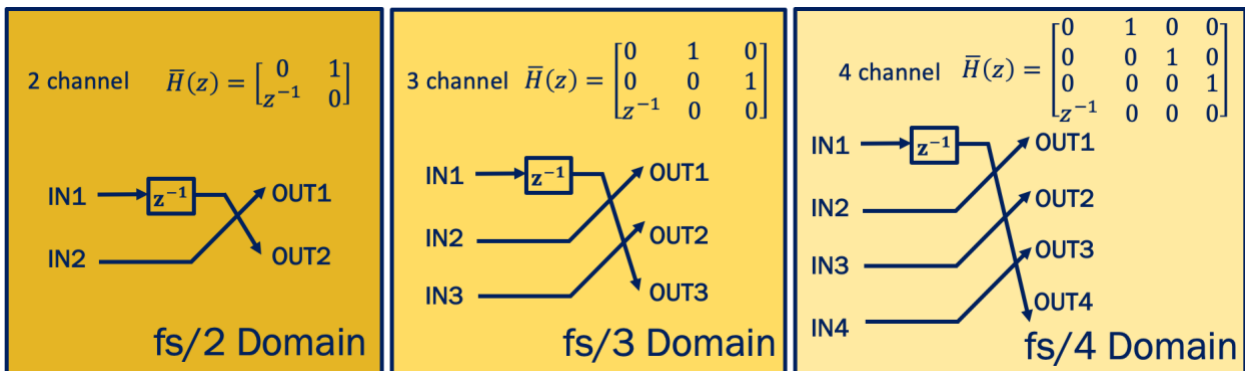 2 channel H̅(z) = [0 1; z⁻¹ 0]
IN1 z⁻¹ OUT1
IN2 OUT2
fs/2 Domain
3 channel H̅(z) = [0 1 0; 0 0 1; z⁻¹ 0 0]
IN1 z⁻¹ OUT1
IN2 OUT2
IN3 OUT3
fs/3 Domain
4 channel H̅(z) = [0 1 0 0; 0 0 1 0; 0 0 0 1; z⁻¹ 0 0 0]
IN1 z⁻¹ OUT1
IN2 OUT2
IN3 OUT3
IN4 OUT4
fs/4 Domain